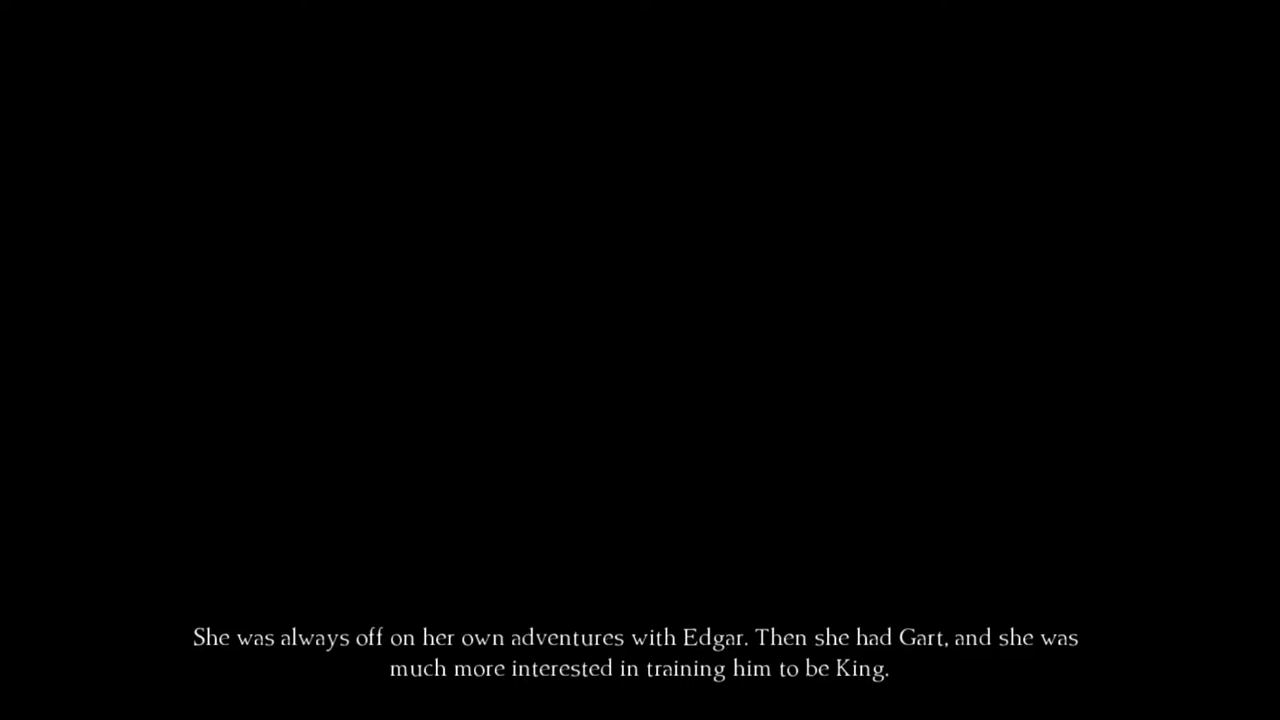 She was always off on her own adventures with Edgar. Then she had Gart, and she was
much more interested in training him to be King.